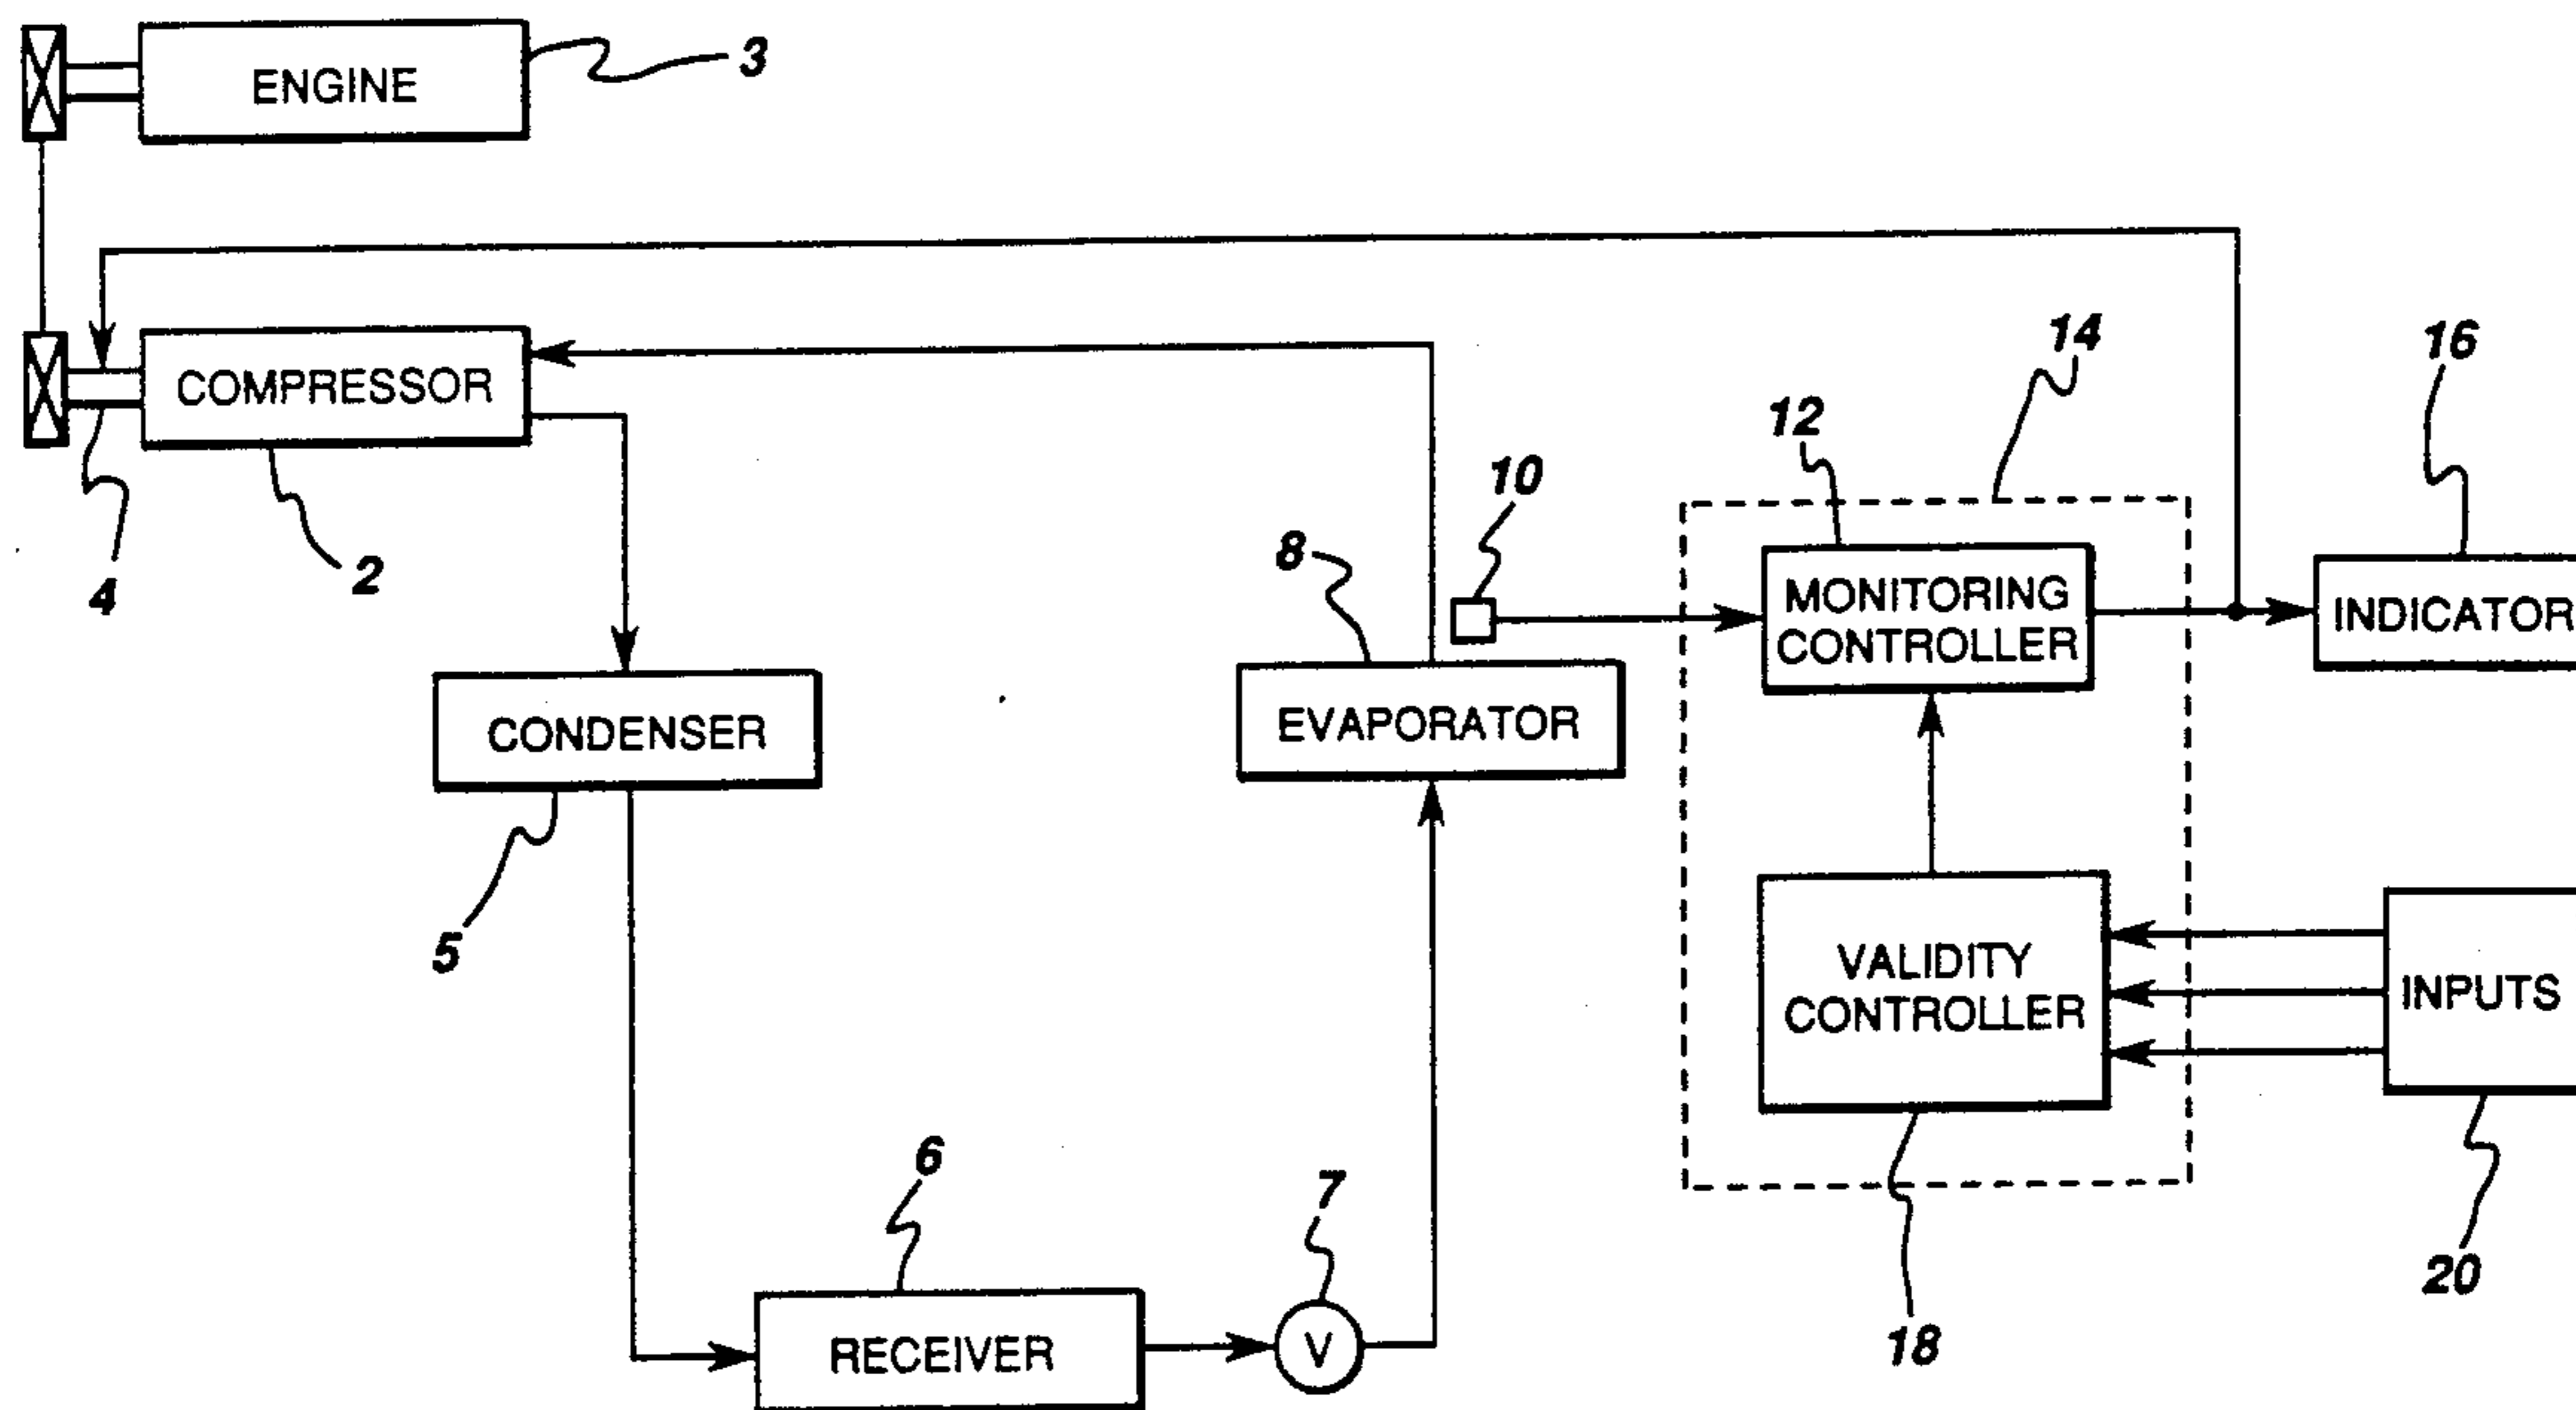 ENGINE
3
COMPRESSOR
14
16
12
10
4
2
8
MONITORING
CONTROLLER
INDICATOR
CONDENSER
EVAPORATOR
5
VALIDITY
CONTROLLER
INPUTS
6
7
20
RECEIVER
V
18